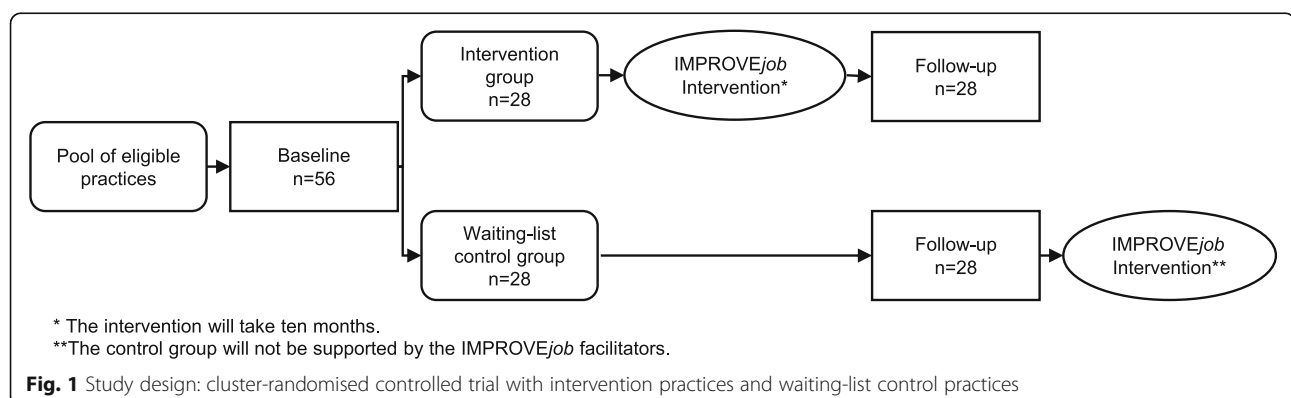 Pool of eligible
practices
Baseline
n=56
Intervention
group
n=28
IMPROVEjob
Intervention*
Follow-up
n=28
Waiting-list
control group
n=28
Follow-up
n=28
IMPROVEjob
Intervention**
* The intervention will take ten months.
**The control group will not be supported by the IMPROVEjob facilitators.
Fig. 1 Study design: cluster-randomised controlled trial with intervention practices and waiting-list control practices